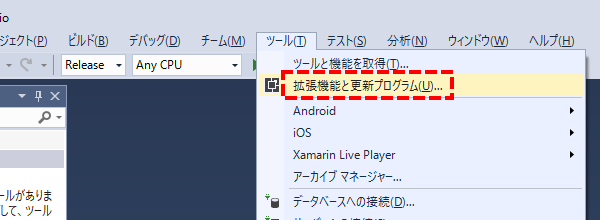 io
ジェクト(P) ビルド(B) デバッグ(D) チーム(M) ツール(T) テスト(S) 分析(N) ウィンドウ(W) ヘルプ(H)
Release Any CPU
ツールと機能を取得(T)...
拡張機能と更新プログラム(U)...
Android
iOS
Xamarin Live Player
アーカイブ マネージャー...
データベースへの接続(D)...
ールがありま
して、ツール